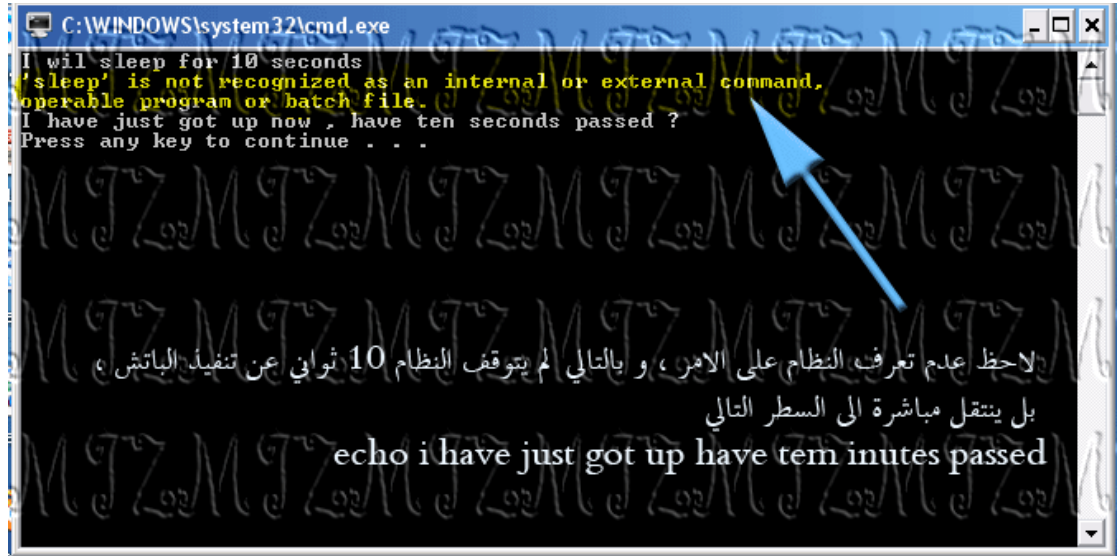 C:\WINDOWS\system32\cmd.exe
I wil sleep for 10 seconds
'sleep' is not recognized as an internal or external command,
operable program or batch file.
I have just got up now , have ten seconds passed ?
Press any key to continue . . .
لاحظ عدم تعرف النظام على الامر ، و بالتالي لم يتوقف النظام 10 ثواني عن تنفيذ الباتش ،
بل ينتقل مباشرة الى السطر التالي
echo i have just got up have tem inutes passed